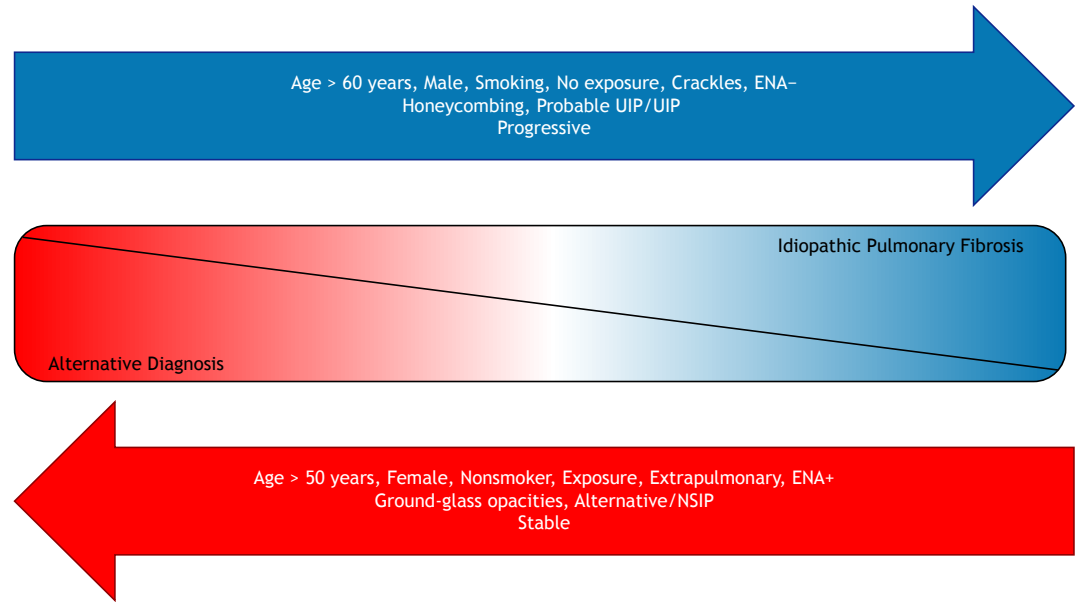 Age > 60 years, Male, Smoking, No exposure, Crackles, ENA−
Honeycombing, Probable UIP/UIP
Progressive
Idiopathic Pulmonary Fibrosis
Alternative Diagnosis
Age > 50 years, Female, Nonsmoker, Exposure, Extrapulmonary, ENA+
Ground-glass opacities, Alternative/NSIP
Stable